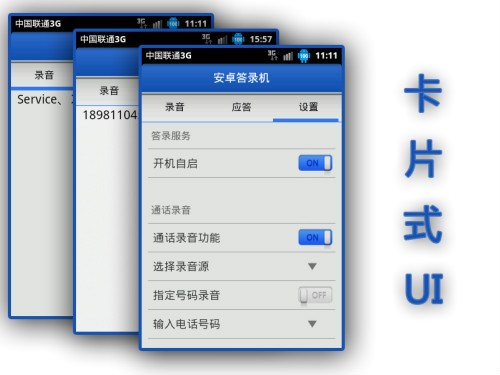 中国联通3G 3G 11:11
录音
Service、
中国联通3G 3G 15:57
录音
18981104
中国联通3G 3G 100 11:11
安卓答录机
录音 应答 设置
答录服务
开机自启 ON
通话录音
通话录音功能 ON
选择录音源
指定号码录音 OFF
输入电话号码
卡
片
式
UI